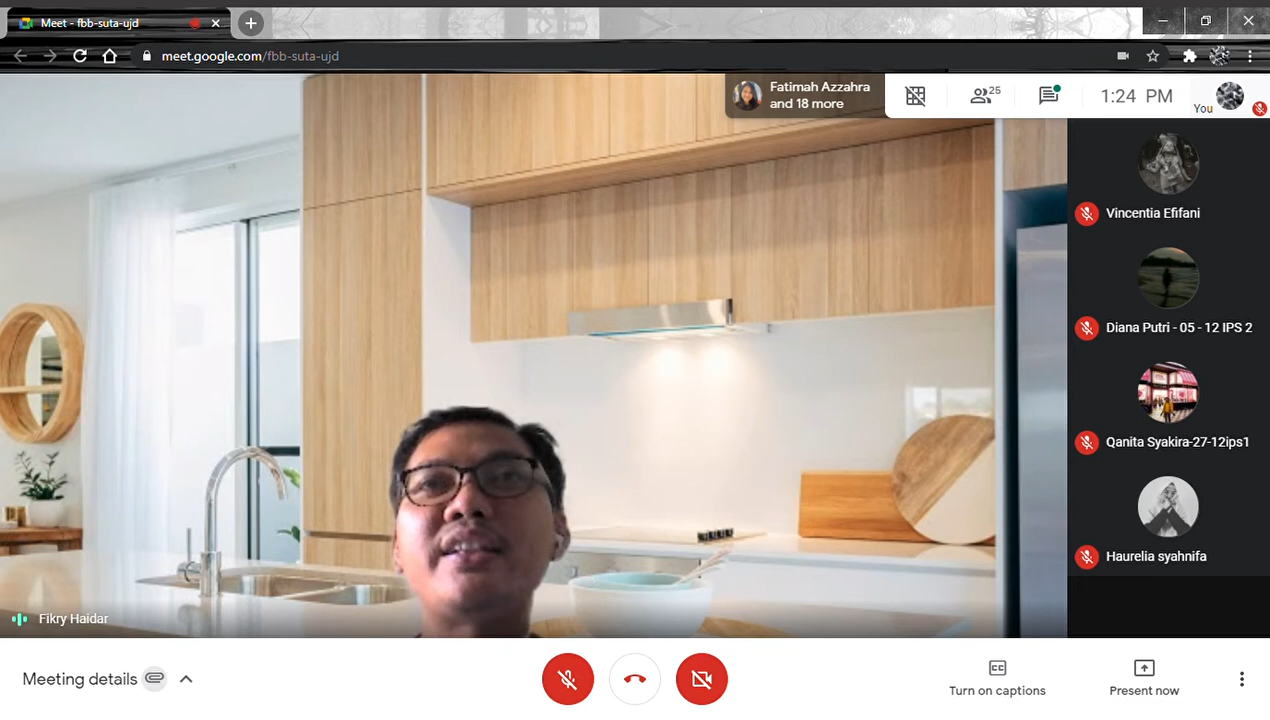 Meet - fbb-suta-ujd
meet.google.com/fbb-suta-ujd
Fatimah Azzahra
and 18 more
25
1:24 PM
You
Vincentia Efifani
Diana Putri - 05 - 12 IPS 2
Qanita Syakira-27-12ips1
Haurelia syahnifa
Fikry Haidar
Meeting details
CC
Turn on captions
Present now